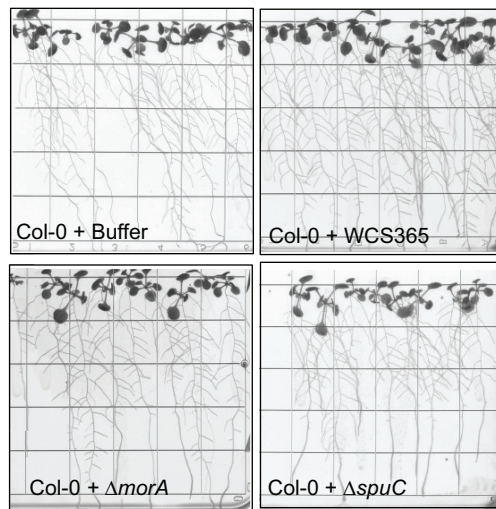 Col-0 + Buffer
Col-0 + WCS365
Col-0 + ΔmorA
Col-0 + ΔspuC